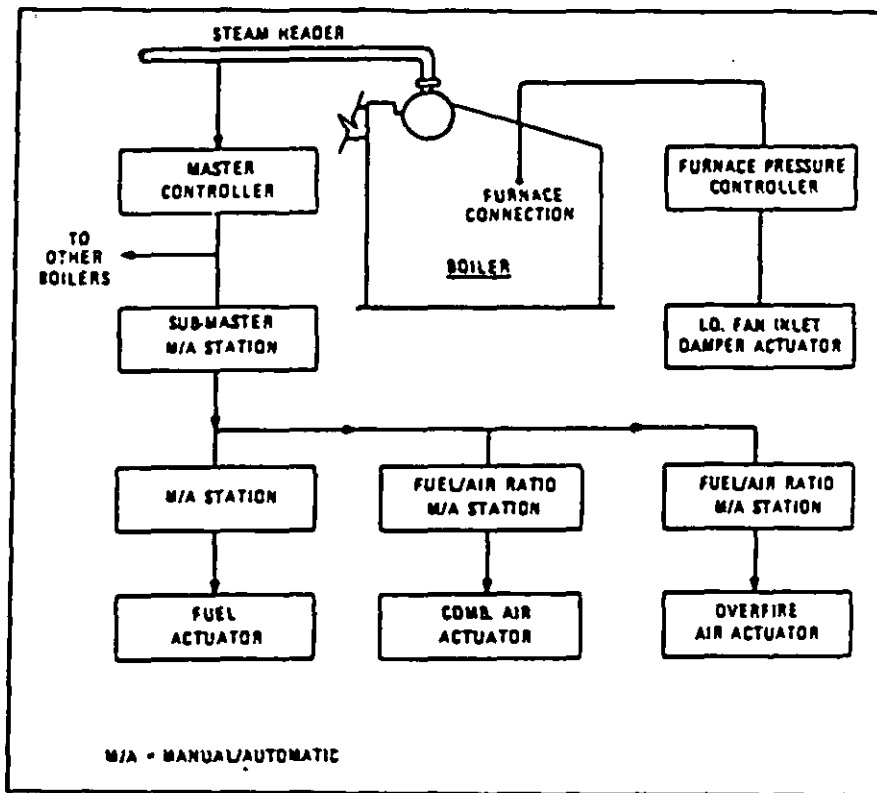 STEAM HEADER
MASTER
CONTROLLER
FURNACE
CONNECTION
FURNACE PRESSURE
CONTROLLER
TO
OTHER
BOILERS
BOILER
SUB-MASTER
M/A STATION
I.D. FAN INLET
DAMPER ACTUATOR
M/A STATION
FUEL/AIR RATIO
M/A STATION
FUEL/AIR RATIO
M/A STATION
FUEL
ACTUATOR
COMB. AIR
ACTUATOR
OVERFIRE
AIR ACTUATOR
M/A = MANUAL/AUTOMATIC